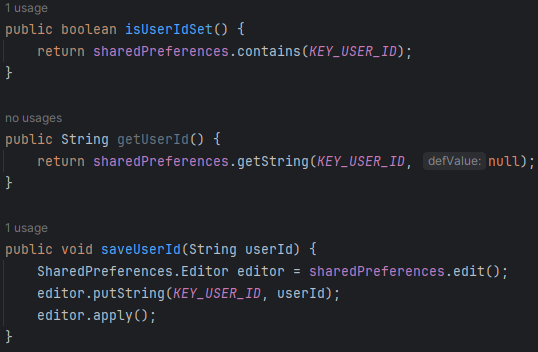 1 usage
public boolean isUserIdSet() {
    return sharedPreferences.contains(KEY_USER_ID);
}
no usages
public String getUserId() {
    return sharedPreferences.getString(KEY_USER_ID, defValue: null);
}
1 usage
public void saveUserId(String userId) {
    SharedPreferences.Editor editor = sharedPreferences.edit();
    editor.putString(KEY_USER_ID, userId);
    editor.apply();
}